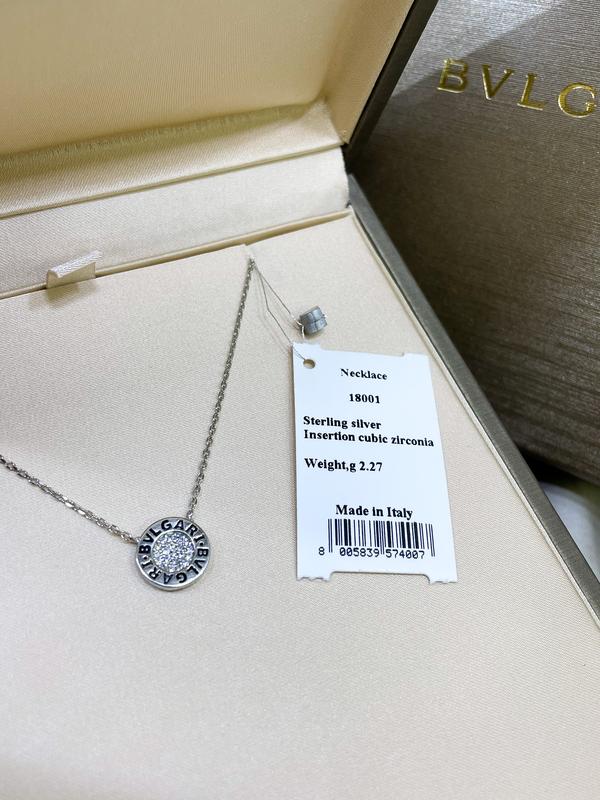 BVLG
Necklace
18001
Sterling silver
Insertion cubic zirconia
Weight,g 2.27
Made in Italy
8 005839 574007
BVLGARI·BVLGARI·